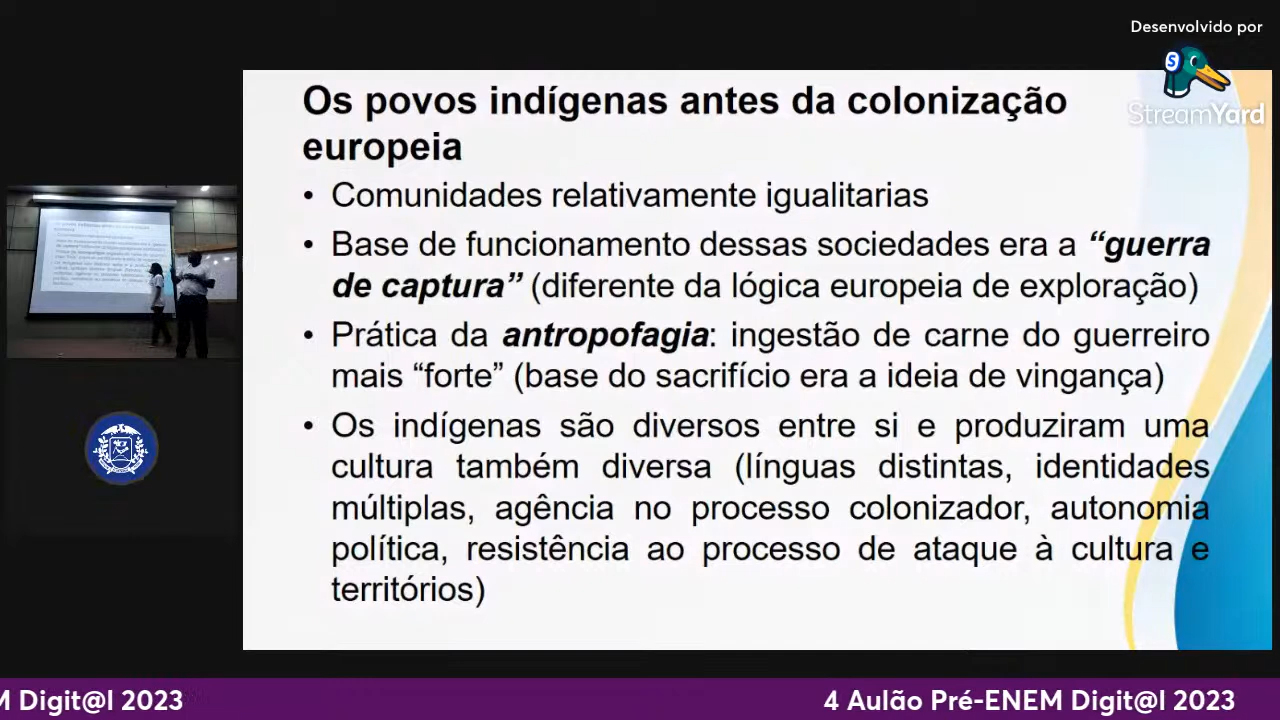 Desenvolvido por
StreamYard
Os povos indígenas antes da colonização
europeia
• Comunidades relativamente igualitarias
• Base de funcionamento dessas sociedades era a “guerra
de captura” (diferente da lógica europeia de exploração)
• Prática da antropofagia: ingestão de carne do guerreiro
mais “forte” (base do sacrifício era a ideia de vingança)
• Os indígenas são diversos entre si e produziram uma
cultura também diversa (línguas distintas, identidades
múltiplas, agência no processo colonizador, autonomia
política, resistência ao processo de ataque à cultura e
territórios)
M Digit@l 2023
4 Aulão Pré-ENEM Digit@l 2023